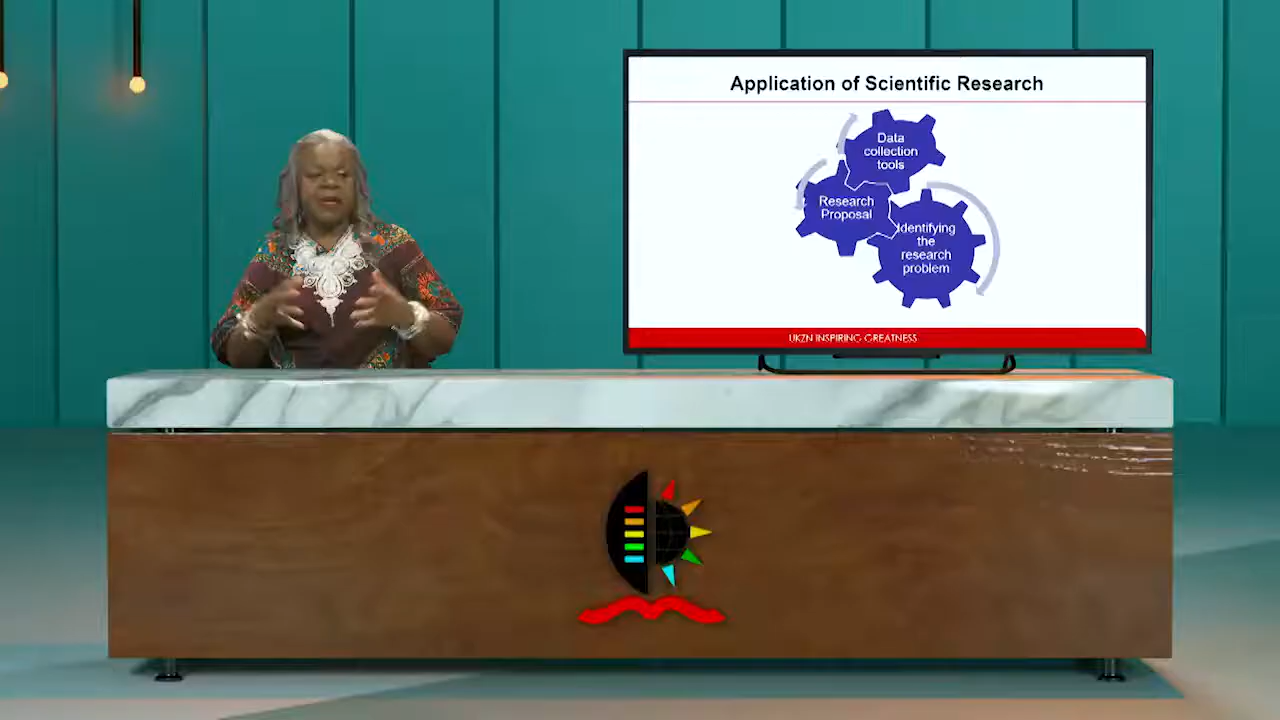 Application of Scientific Research
Data
collection
tools
Research
Proposal
Identifying
the
research
problem
UKZN INSPIRING GREATNESS